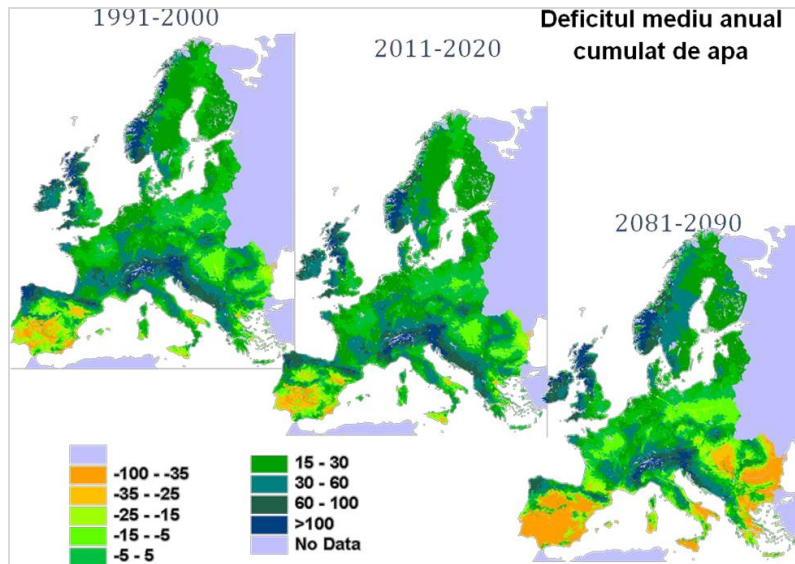 1991-2000
2011-2020
Deficitul mediu anual
cumulat de apa
2081-2090
-100 - -35
-35 - -25
-25 - -15
-15 - -5
-5 - 5
15 - 30
30 - 60
60 - 100
>100
No Data